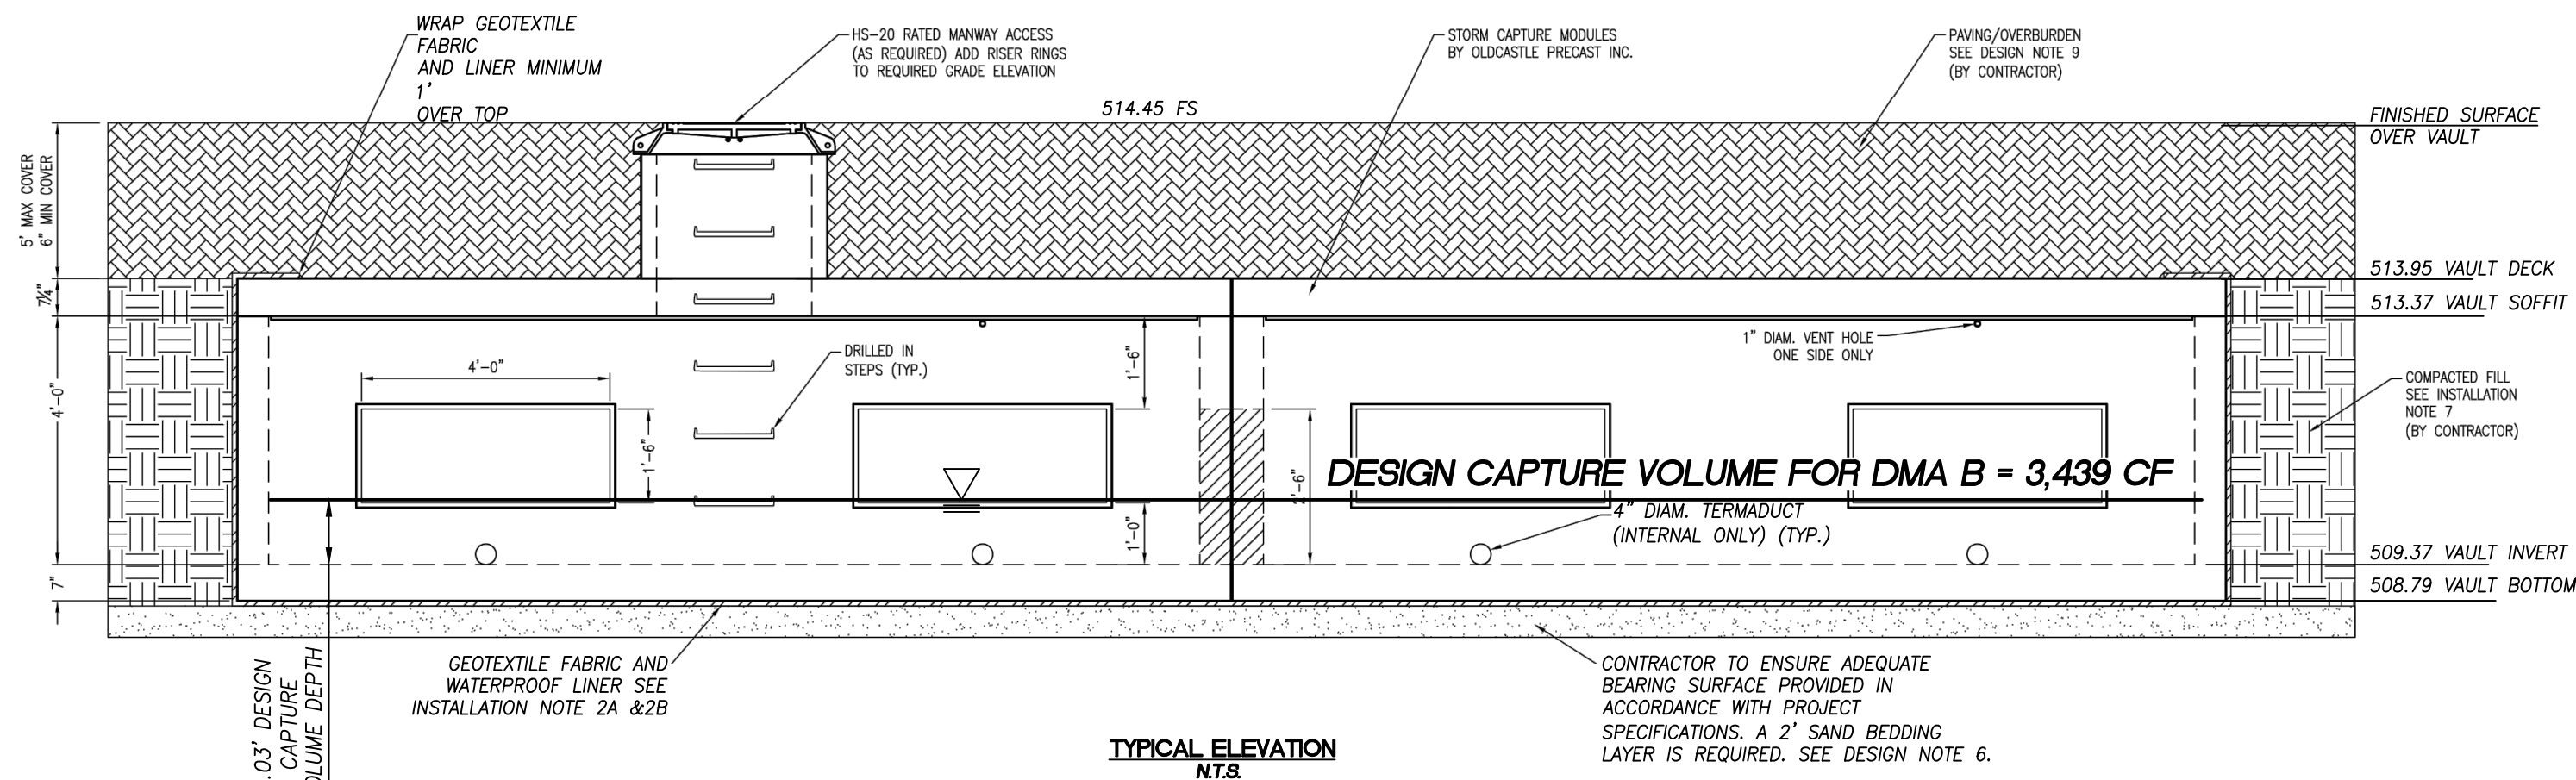 WRAP GEOTEXTILE
FABRIC
AND LINER MINIMUM
1'
OVER TOP
HS-20 RATED MANWAY ACCESS
(AS REQUIRED) ADD RISER RINGS
TO REQUIRED GRADE ELEVATION
514.45 FS
STORM CAPTURE MODULES
BY OLDCASTLE PRECAST INC.
PAVING/OVERBURDEN
SEE DESIGN NOTE 9
(BY CONTRACTOR)
FINISHED SURFACE
OVER VAULT
5' MAX COVER
6" MIN COVER
7¼"
513.95 VAULT DECK
513.37 VAULT SOFFIT
4'-0"
4'-0"
DRILLED IN
STEPS (TYP.)
1'-6"
1" DIAM. VENT HOLE
ONE SIDE ONLY
COMPACTED FILL
SEE INSTALLATION
NOTE 7
(BY CONTRACTOR)
1'-6"
2'-6"
DESIGN CAPTURE VOLUME FOR DMA B = 3,439 CF
1'-0"
4" DIAM. TERMADUCT
(INTERNAL ONLY) (TYP.)
7"
509.37 VAULT INVERT
508.79 VAULT BOTTOM
.03' DESIGN
CAPTURE
OLUME DEPTH
GEOTEXTILE FABRIC AND
WATERPROOF LINER SEE
INSTALLATION NOTE 2A &2B
CONTRACTOR TO ENSURE ADEQUATE
BEARING SURFACE PROVIDED IN
ACCORDANCE WITH PROJECT
SPECIFICATIONS. A 2' SAND BEDDING
LAYER IS REQUIRED. SEE DESIGN NOTE 6.
TYPICAL ELEVATION
N.T.S.